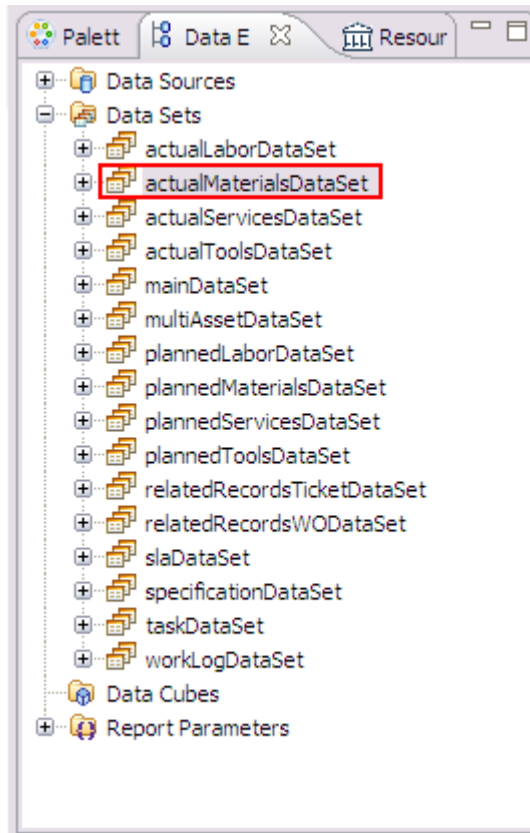 Palett Data E Resour
Data Sources
Data Sets
actualLaborDataSet
actualMaterialsDataSet
actualServicesDataSet
actualToolsDataSet
mainDataSet
multiAssetDataSet
plannedLaborDataSet
plannedMaterialsDataSet
plannedServicesDataSet
plannedToolsDataSet
relatedRecordsTicketDataSet
relatedRecordsWODataSet
slaDataSet
specificationDataSet
taskDataSet
workLogDataSet
Data Cubes
Report Parameters